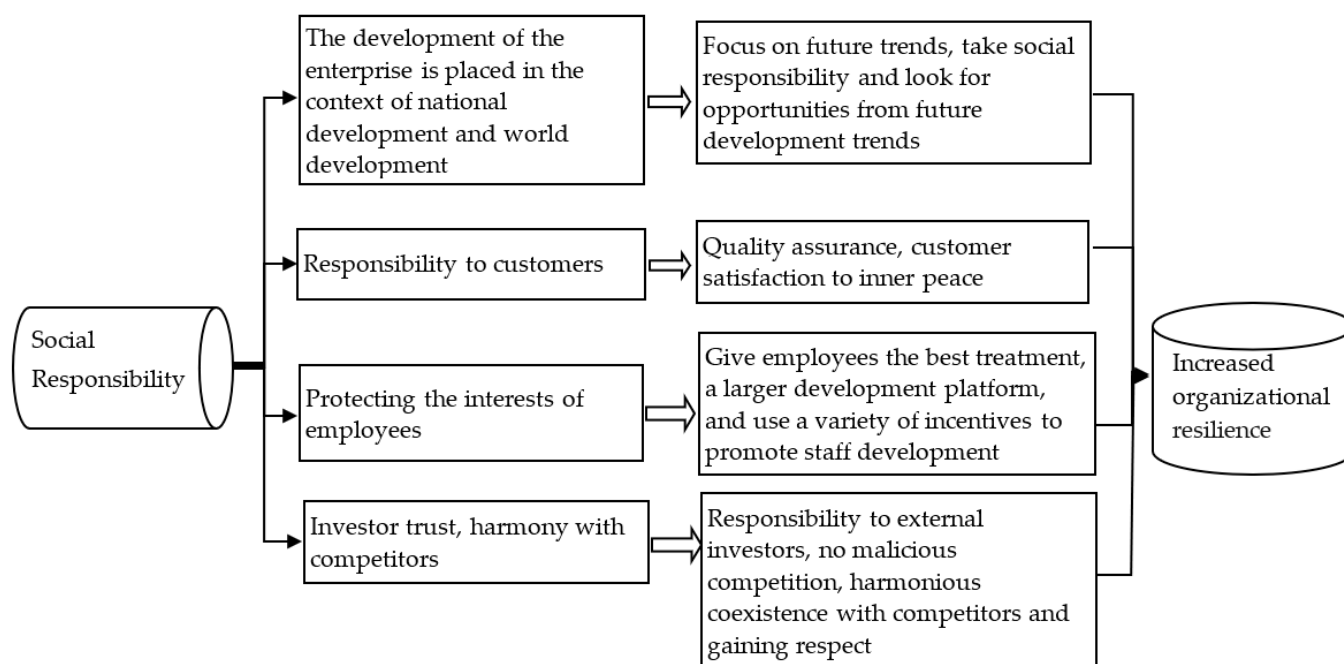 Social
Responsibility
The development of the
enterprise is placed in the
context of national
development and world
development
Focus on future trends, take social
responsibility and look for
opportunities from future
development trends
Responsibility to customers
Quality assurance, customer
satisfaction to inner peace
Protecting the interests of
employees
Give employees the best treatment,
a larger development platform,
and use a variety of incentives to
promote staff development
Investor trust, harmony with
competitors
Responsibility to external
investors, no malicious
competition, harmonious
coexistence with competitors and
gaining respect
Increased
organizational
resilience